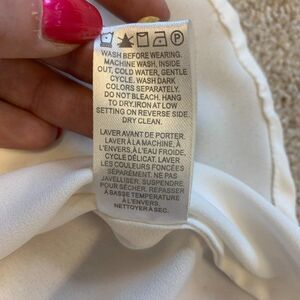 WASH BEFORE WEARING.
MACHINE WASH, INSIDE
OUT, COLD WATER, GENTLE
CYCLE. WASH DARK
COLORS SEPARATELY.
DO NOT BLEACH. HANG
TO DRY.IRON AT LOW
SETTING ON REVERSE SIDE.
DRY CLEAN.
LAVER AVANT DE PORTER.
LAVER À LA MACHINE, À
L'ENVERS,À L'EAU FROIDE.
CYCLE DÉLICAT. LAVER
LES COULEURS FONCÉES
SÉPARÉMENT. NE PAS
JAVELLISER. SUSPENDRE
POUR SÉCHER. REPASSER
À BASSE TEMPÉRATURE
À L'ENVERS.
NETTOYER À SEC.